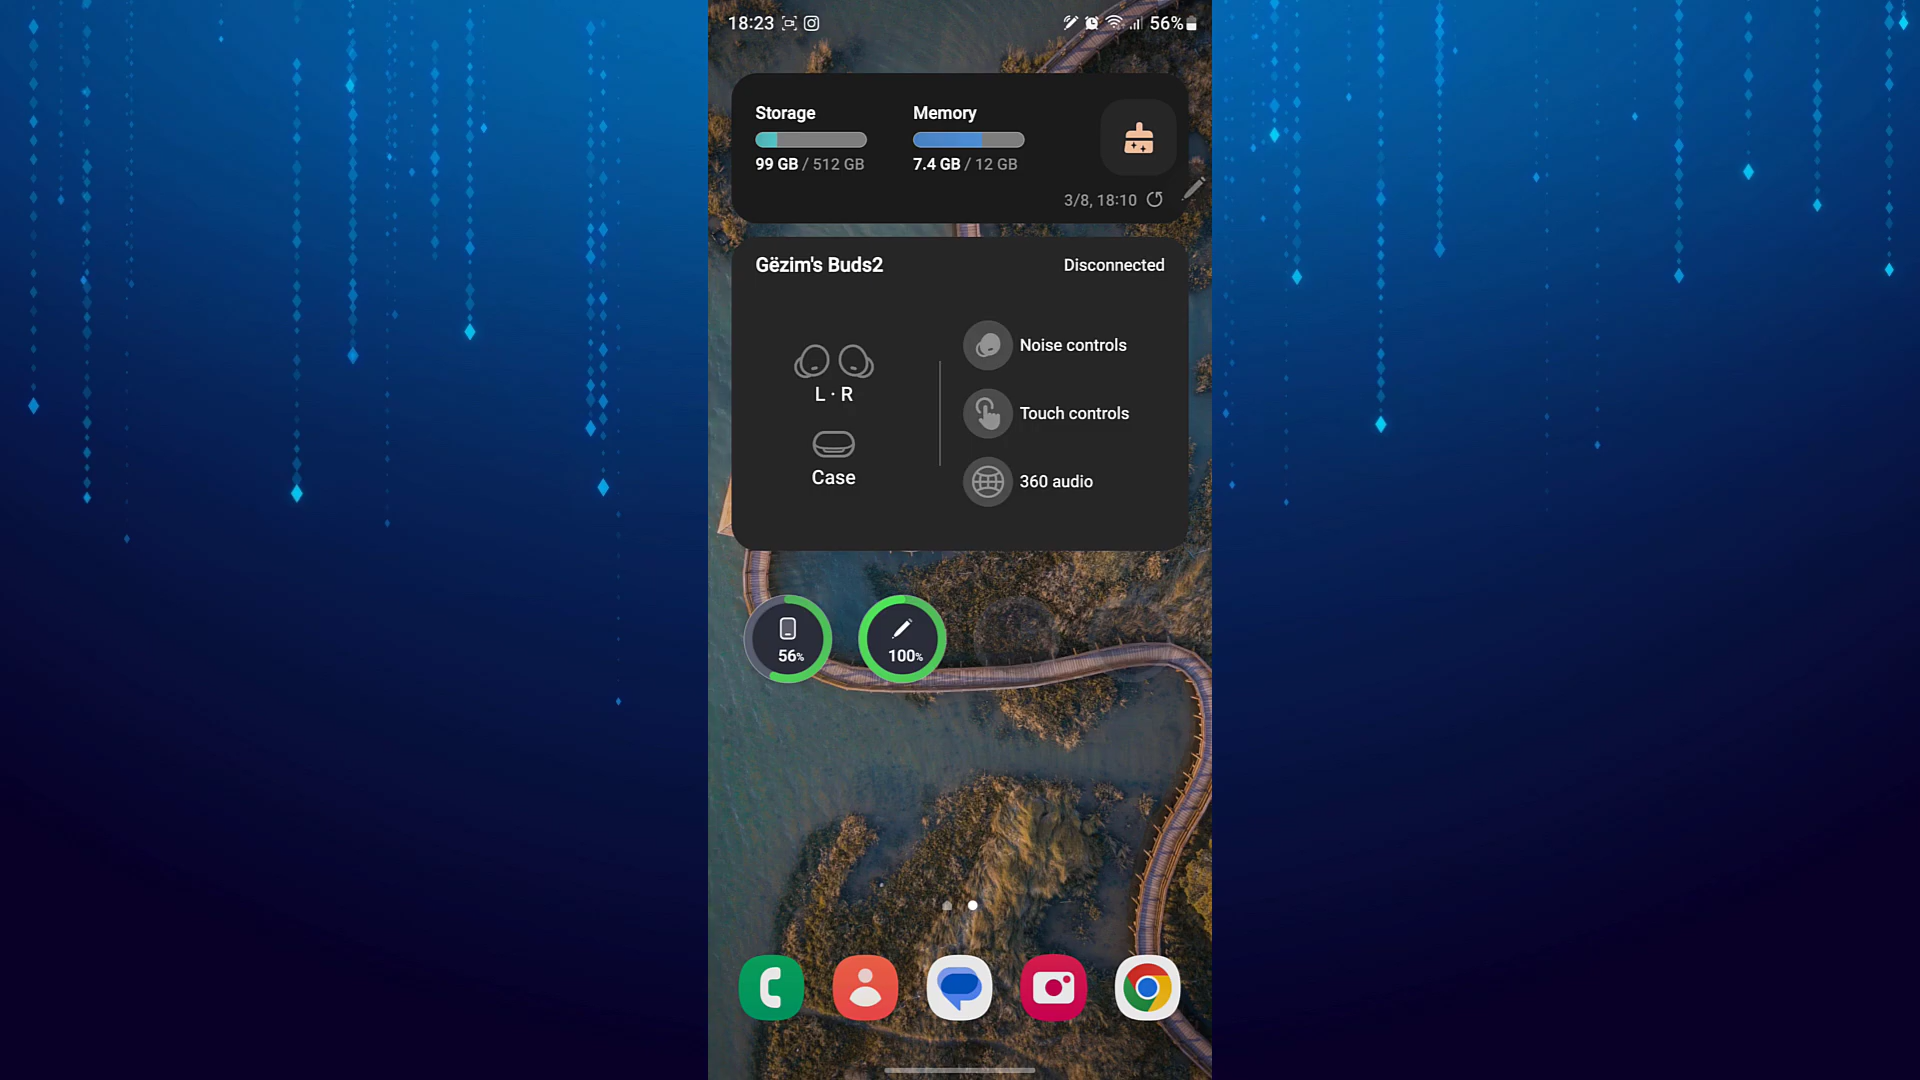 18:23
56%
Storage
Memory
99 GB / 512 GB
7.4 GB / 12 GB
3/8, 18:10
Gëzim's Buds2
Disconnected
L · R
Case
Noise controls
Touch controls
360 audio
56%
100%